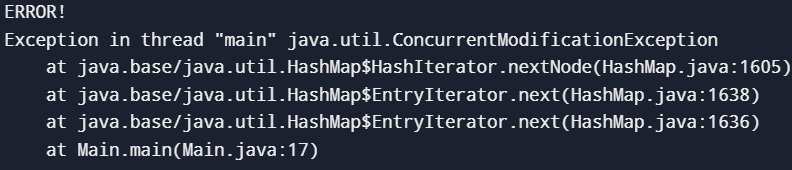 ERROR!
Exception in thread "main" java.util.ConcurrentModificationException
    at java.base/java.util.HashMap$HashIterator.nextNode(HashMap.java:1605)
    at java.base/java.util.HashMap$EntryIterator.next(HashMap.java:1638)
    at java.base/java.util.HashMap$EntryIterator.next(HashMap.java:1636)
    at Main.main(Main.java:17)